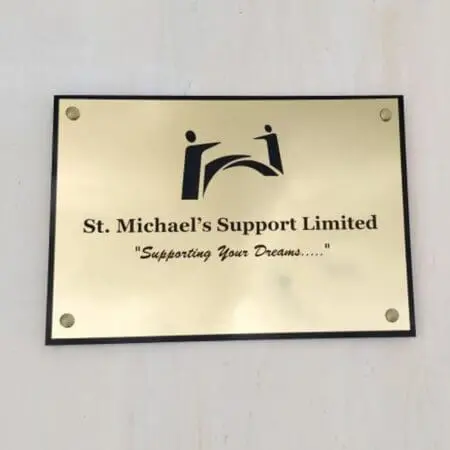 St. Michael's Support Limited
"Supporting Your Dreams....."